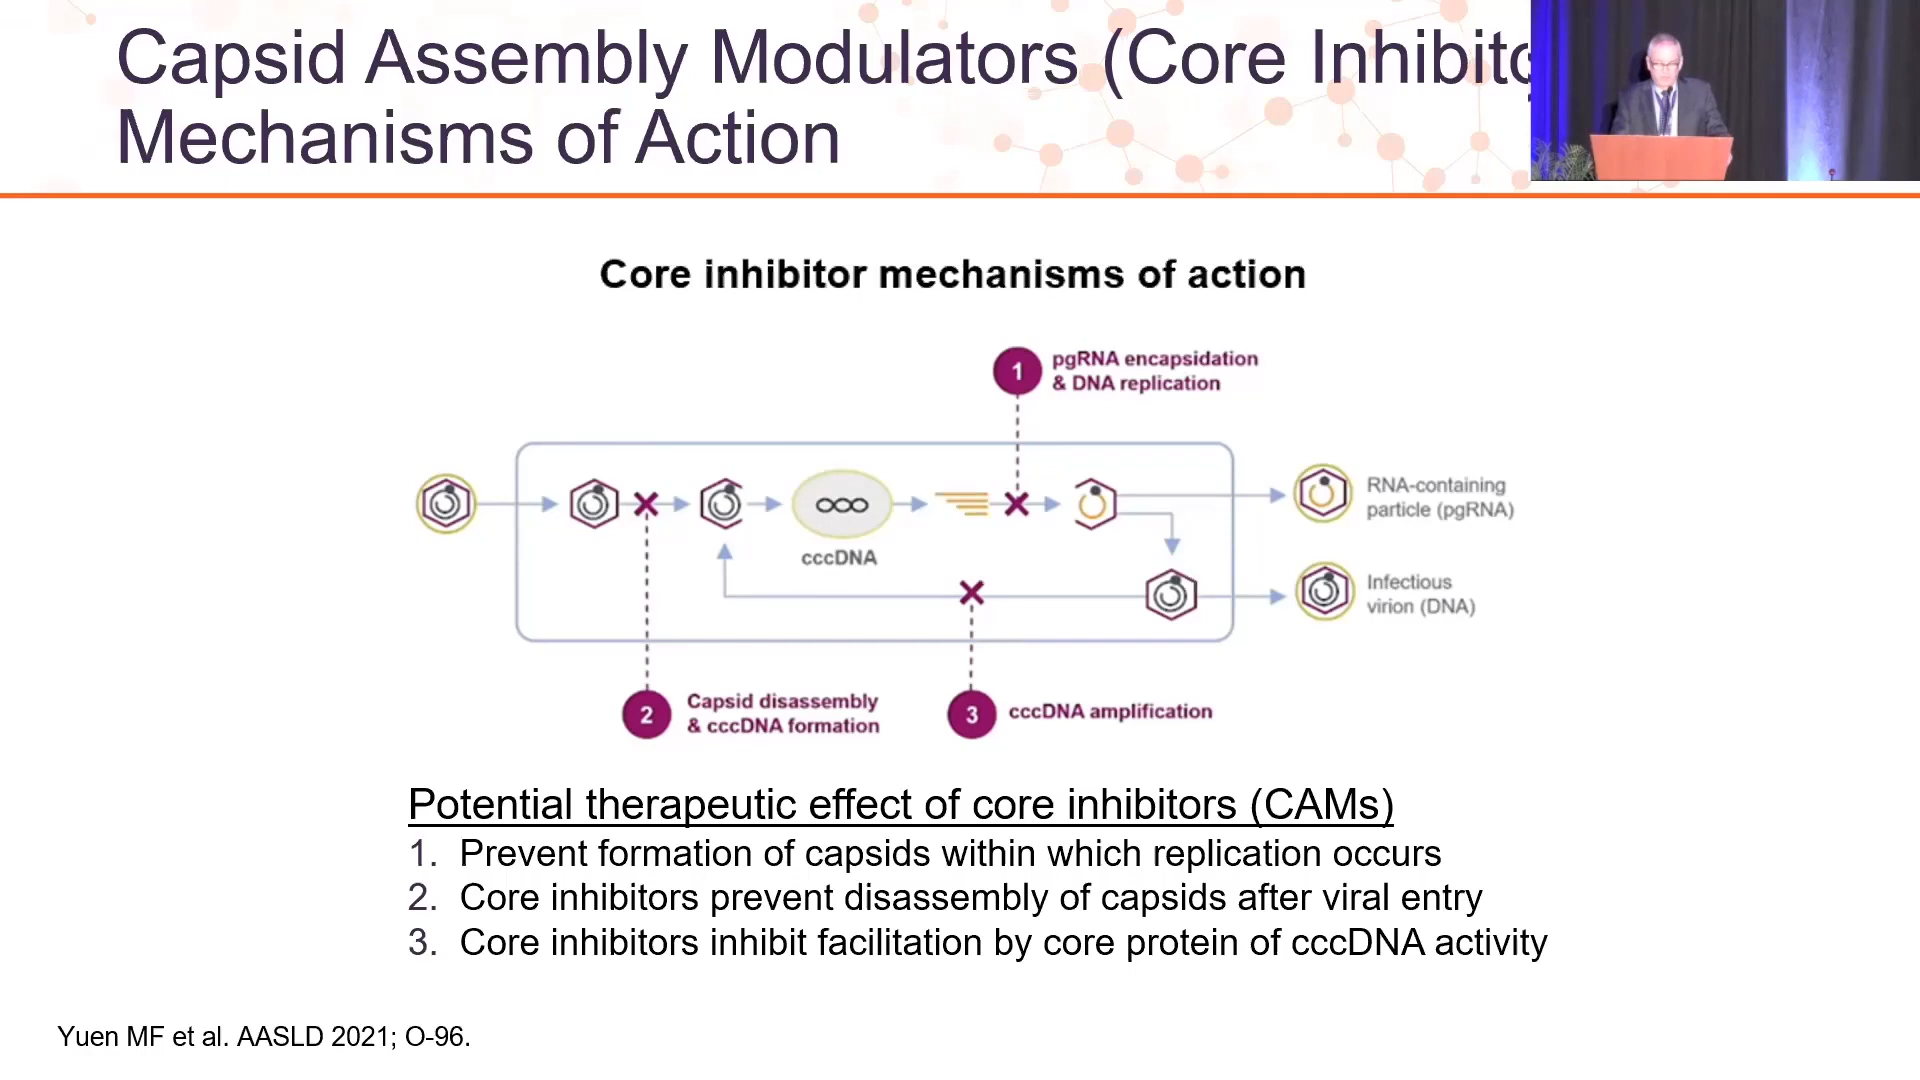 Capsid Assembly Modulators (Core Inhibito
Mechanisms of Action
Core inhibitor mechanisms of action
1
pgRNA encapsidation
& DNA replication
RNA-containing
particle (pgRNA)
cccDNA
Infectious
virion (DNA)
2
Capsid disassembly
& cccDNA formation
3
cccDNA amplification
Potential therapeutic effect of core inhibitors (CAMs)
1. Prevent formation of capsids within which replication occurs
2. Core inhibitors prevent disassembly of capsids after viral entry
3. Core inhibitors inhibit facilitation by core protein of cccDNA activity
Yuen MF et al. AASLD 2021; O-96.